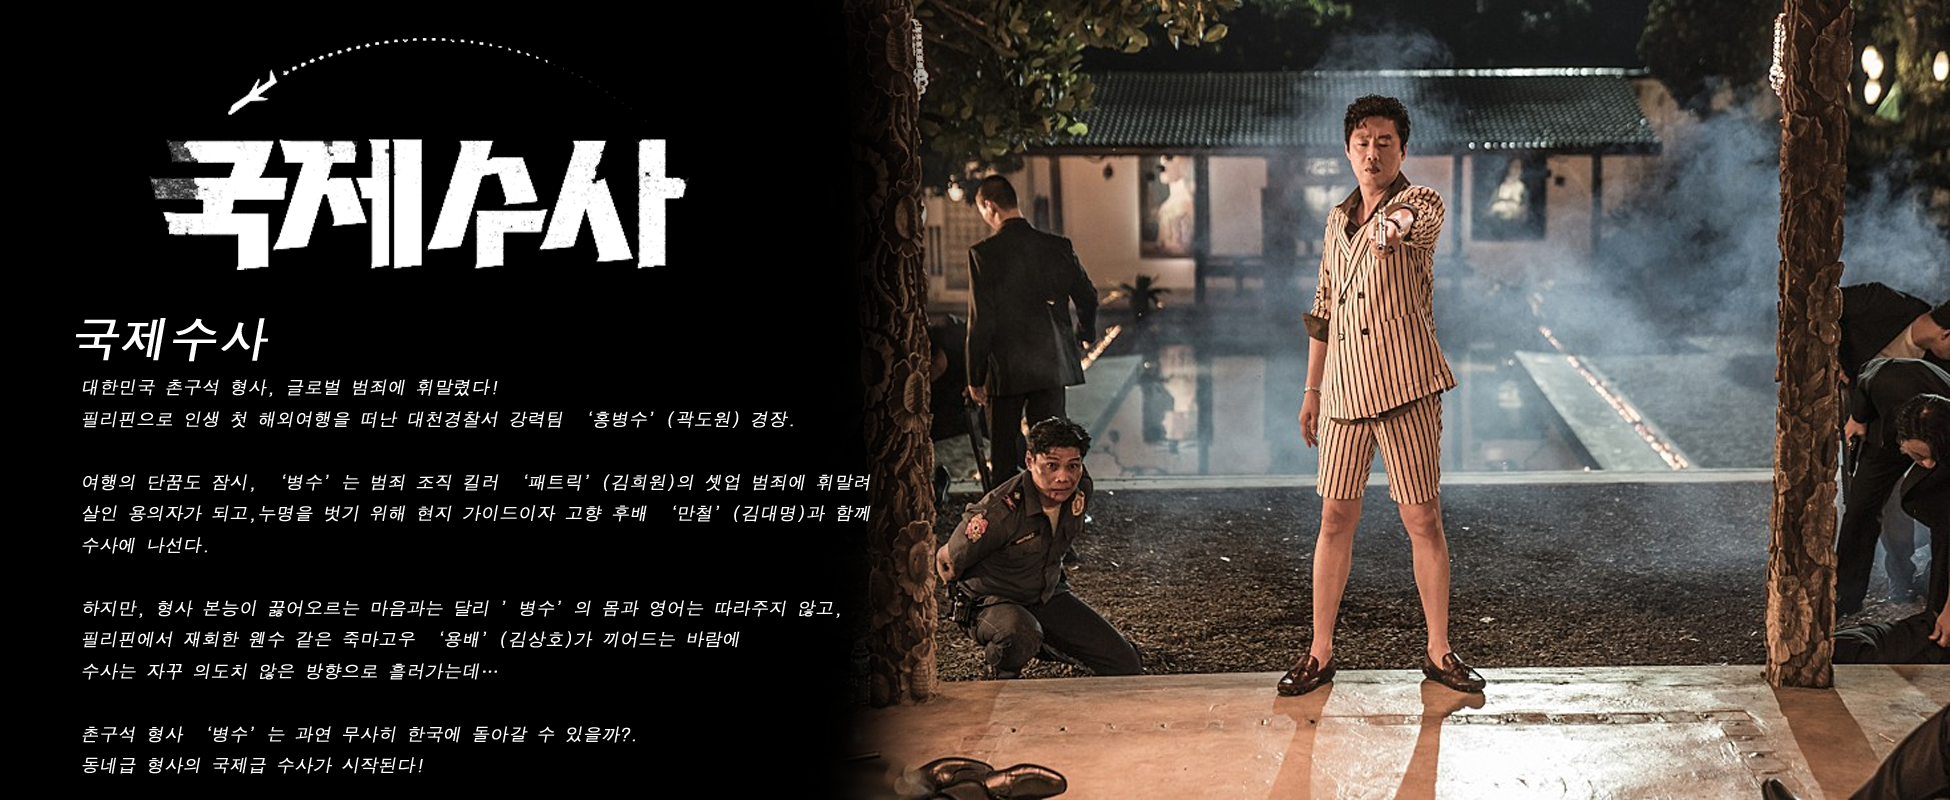 국제수사
국제수사
대한민국 촌구석 형사, 글로벌 범죄에 휘말렸다!
필리핀으로 인생 첫 해외여행을 떠난 대천경찰서 강력팀 ‘홍병수’ (곽도원) 경장.
여행의 단꿈도 잠시, ‘병수’ 는 범죄 조직 킬러 ‘패트릭’ (김희원)의 셋업 범죄에 휘말려
살인 용의자가 되고,누명을 벗기 위해 현지 가이드이자 고향 후배 ‘만철’ (김대명)과 함께
수사에 나선다.
하지만, 형사 본능이 끓어오르는 마음과는 달리 ’ 병수’ 의 몸과 영어는 따라주지 않고,
필리핀에서 재회한 웬수 같은 죽마고우 ‘용배’ (김상호)가 끼어드는 바람에
수사는 자꾸 의도치 않은 방향으로 흘러가는데…
촌구석 형사 ‘병수’ 는 과연 무사히 한국에 돌아갈 수 있을까?.
동네급 형사의 국제급 수사가 시작된다!